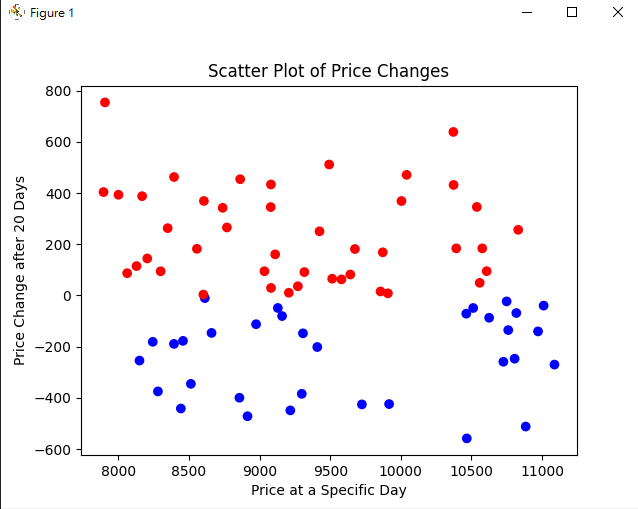 Figure 1
Scatter Plot of Price Changes
800
600
400
200
0
−200
−400
−600
Price Change after 20 Days
8000 8500 9000 9500 10000 10500 11000
Price at a Specific Day